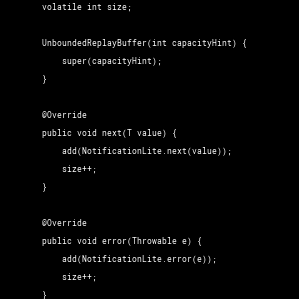 volatile int size;
UnboundedReplayBuffer(int capacityHint) {
super(capacityHint);
}
@Override
public void next(T value) {
add(NotificationLite.next(value));
size++;
}
@Override
public void error(Throwable e) {
add(NotificationLite.error(e));
size++;
}